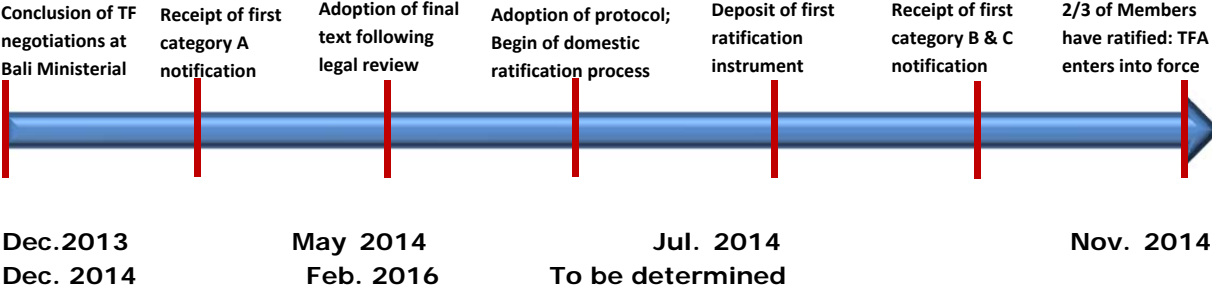 Conclusion of TF
negotiations at
Bali Ministerial
Receipt of first
category A
notification
Adoption of final
text following
legal review
Adoption of protocol;
Begin of domestic
ratification process
Deposit of first
ratification
instrument
Receipt of first
category B & C
notification
2/3 of Members
have ratified: TFA
enters into force
Dec.2013 May 2014 Jul. 2014 Nov. 2014
Dec. 2014 Feb. 2016 To be determined